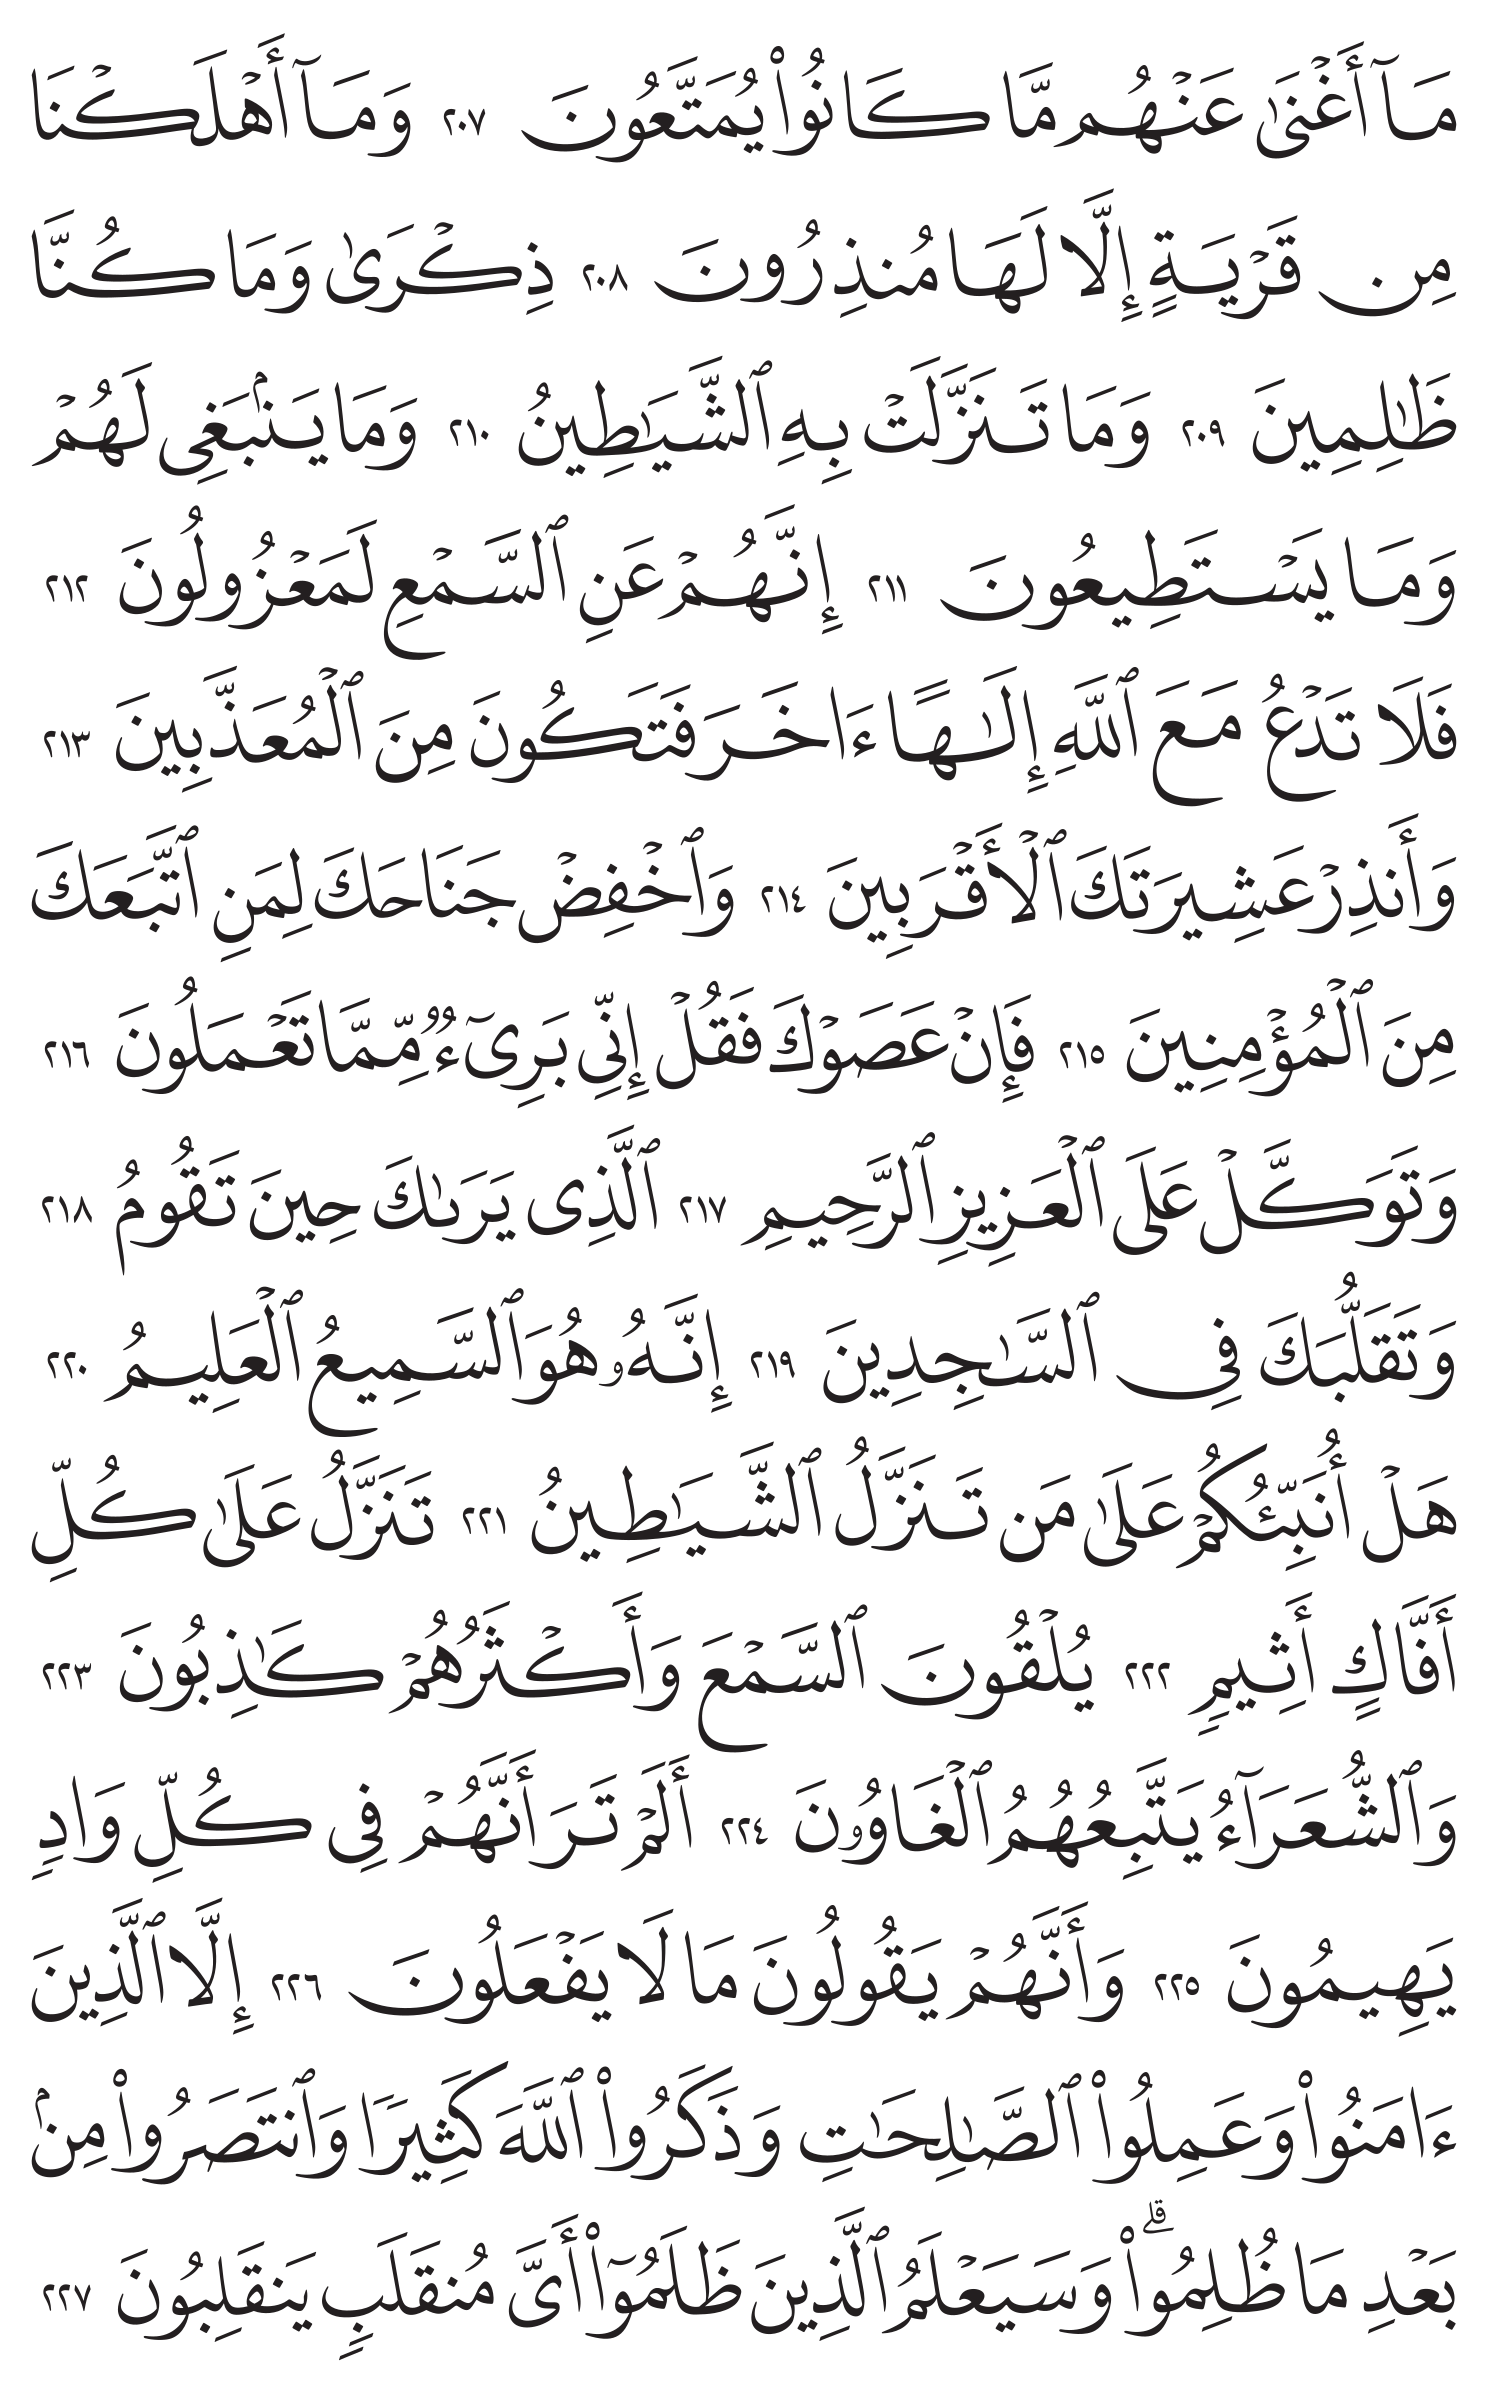 مَآ أَغْنَىٰ عَنْهُم مَّا كَانُوا۟ يُمَتَّعُونَ ٢٠٧ وَمَآ أَهْلَكْنَا
مِن قَرْيَةٍ إِلَّا لَهَا مُنذِرُونَ ٢٠٨ ذِكْرَىٰ وَمَا كُنَّا
ظَٰلِمِينَ ٢٠٩ وَمَا تَنَزَّلَتْ بِهِ ٱلشَّيَٰطِينُ ٢١٠ وَمَا يَنۢبَغِى لَهُمْ
وَمَا يَسْتَطِيعُونَ ٢١١ إِنَّهُمْ عَنِ ٱلسَّمْعِ لَمَعْزُولُونَ ٢١٢
فَلَا تَدْعُ مَعَ ٱللَّهِ إِلَٰهًا ءَاخَرَ فَتَكُونَ مِنَ ٱلْمُعَذَّبِينَ ٢١٣
وَأَنذِرْ عَشِيرَتَكَ ٱلْأَقْرَبِينَ ٢١٤ وَٱخْفِضْ جَنَاحَكَ لِمَنِ ٱتَّبَعَكَ
مِنَ ٱلْمُؤْمِنِينَ ٢١٥ فَإِنْ عَصَوْكَ فَقُلْ إِنِّى بَرِىٓءٌ مِّمَّا تَعْمَلُونَ ٢١٦
وَتَوَكَّلْ عَلَى ٱلْعَزِيزِ ٱلرَّحِيمِ ٢١٧ ٱلَّذِى يَرَىٰكَ حِينَ تَقُومُ ٢١٨
وَتَقَلُّبَكَ فِى ٱلسَّٰجِدِينَ ٢١٩ إِنَّهُۥ هُوَ ٱلسَّمِيعُ ٱلْعَلِيمُ ٢٢٠
هَلْ أُنَبِّئُكُمْ عَلَىٰ مَن تَنَزَّلُ ٱلشَّيَٰطِينُ ٢٢١ تَنَزَّلُ عَلَىٰ كُلِّ
أَفَّاكٍ أَثِيمٍ ٢٢٢ يُلْقُونَ ٱلسَّمْعَ وَأَكْثَرُهُمْ كَٰذِبُونَ ٢٢٣
وَٱلشُّعَرَآءُ يَتَّبِعُهُمُ ٱلْغَاوُۥنَ ٢٢٤ أَلَمْ تَرَ أَنَّهُمْ فِى كُلِّ وَادٍ
يَهِيمُونَ ٢٢٥ وَأَنَّهُمْ يَقُولُونَ مَا لَا يَفْعَلُونَ ٢٢٦ إِلَّا ٱلَّذِينَ
ءَامَنُوا۟ وَعَمِلُوا۟ ٱلصَّٰلِحَٰتِ وَذَكَرُوا۟ ٱللَّهَ كَثِيرًا وَٱنتَصَرُوا۟ مِنۢ
بَعْدِ مَا ظُلِمُوا۟ ۗ وَسَيَعْلَمُ ٱلَّذِينَ ظَلَمُوٓا۟ أَىَّ مُنقَلَبٍ يَنقَلِبُونَ ٢٢٧